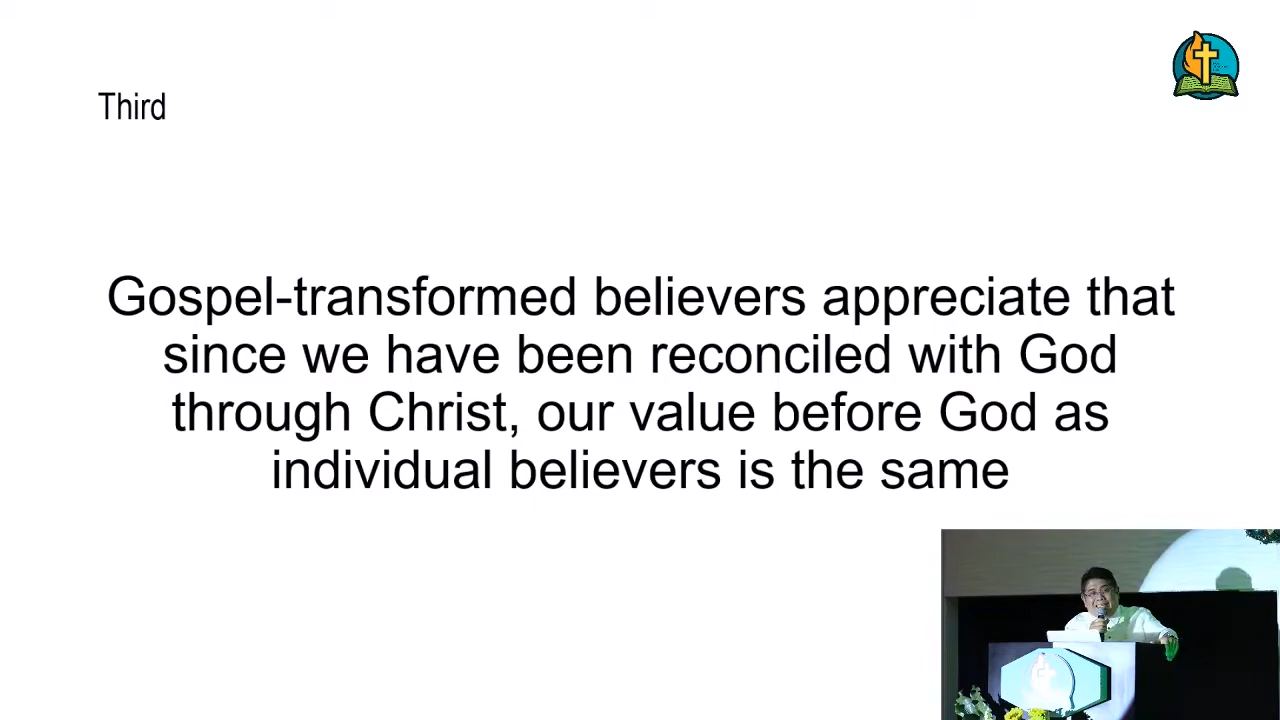 Third
Gospel-transformed believers appreciate that
since we have been reconciled with God
through Christ, our value before God as
individual believers is the same